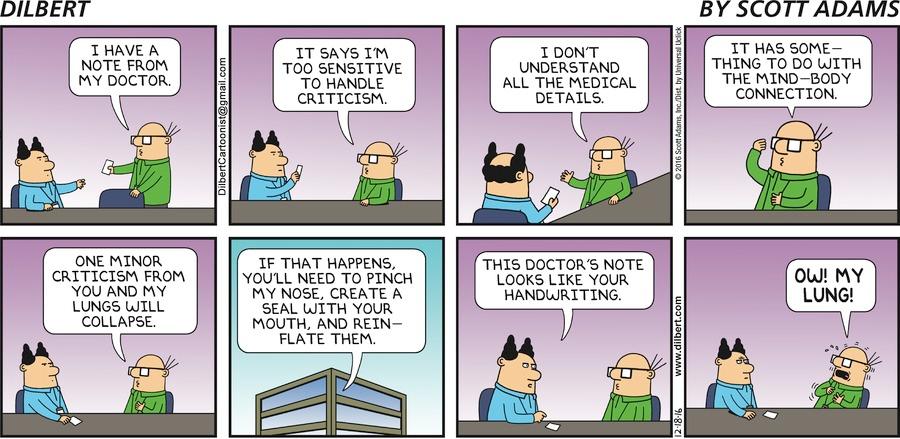 DILBERT
BY SCOTT ADAMS
I HAVE A
NOTE FROM
MY DOCTOR.
DilbertCartoonist@gmail.com
IT SAYS I'M
TOO SENSITIVE
TO HANDLE
CRITICISM.
I DON'T
UNDERSTAND
ALL THE MEDICAL
DETAILS.
© 2016 Scott Adams, Inc./Dist. by Universal Uclick
IT HAS SOME-
THING TO DO WITH
THE MIND-BODY
CONNECTION.
ONE MINOR
CRITICISM FROM
YOU AND MY
LUNGS WILL
COLLAPSE.
IF THAT HAPPENS,
YOU'LL NEED TO PINCH
MY NOSE, CREATE A
SEAL WITH YOUR
MOUTH, AND REIN-
FLATE THEM.
THIS DOCTOR'S NOTE
LOOKS LIKE YOUR
HANDWRITING.
12-18-16
www.dilbert.com
OW! MY
LUNG!